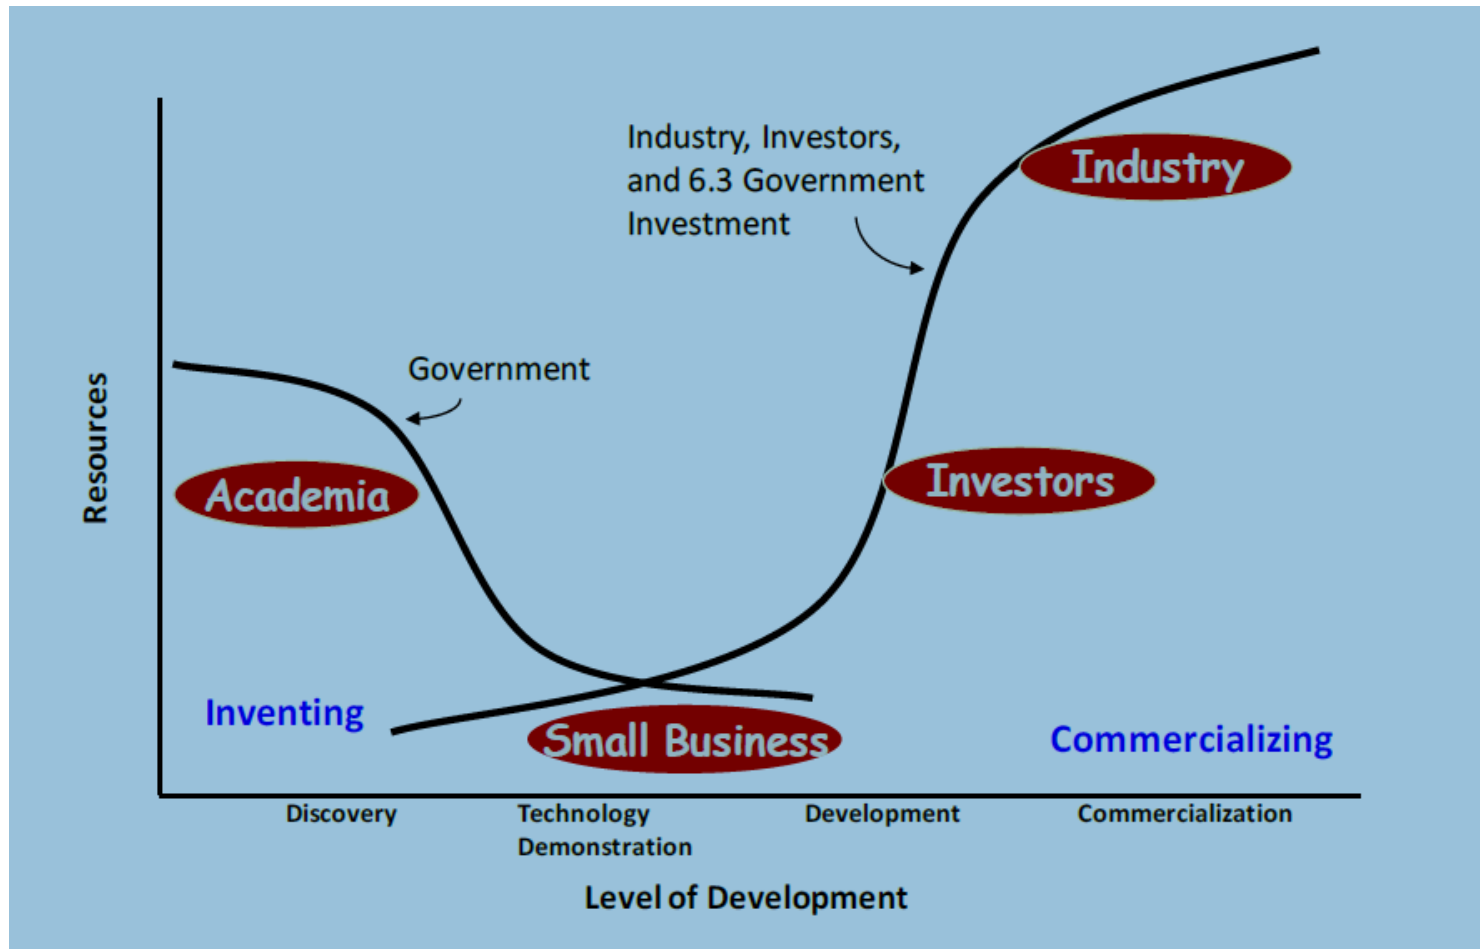 Industry, Investors,
and 6.3 Government
Investment
Industry
Government
Resources
Academia
Investors
Inventing
Small Business
Commercializing
Discovery
Technology
Demonstration
Development
Commercialization
Level of Development